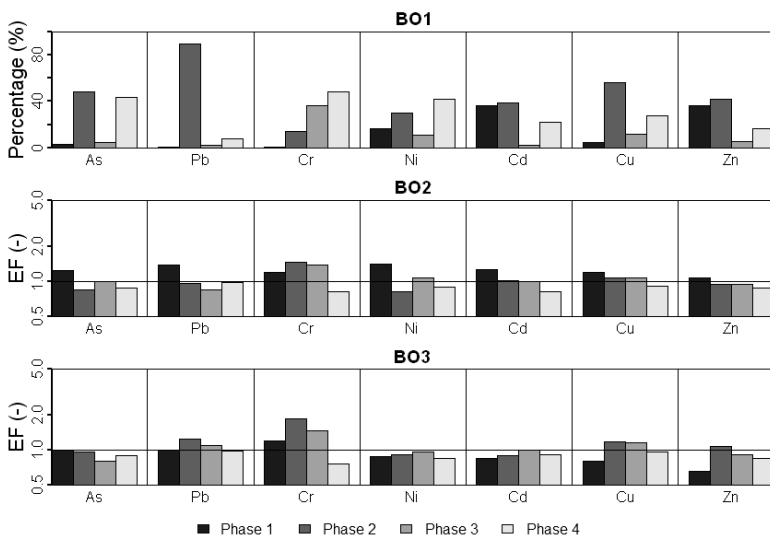 BO1
Percentage (%)
80
40
0
As Pb Cr Ni Cd Cu Zn
BO2
EF (-)
5.0
2.0
1.0
0.5
As Pb Cr Ni Cd Cu Zn
BO3
EF (-)
5.0
2.0
1.0
0.5
As Pb Cr Ni Cd Cu Zn
Phase 1 Phase 2 Phase 3 Phase 4